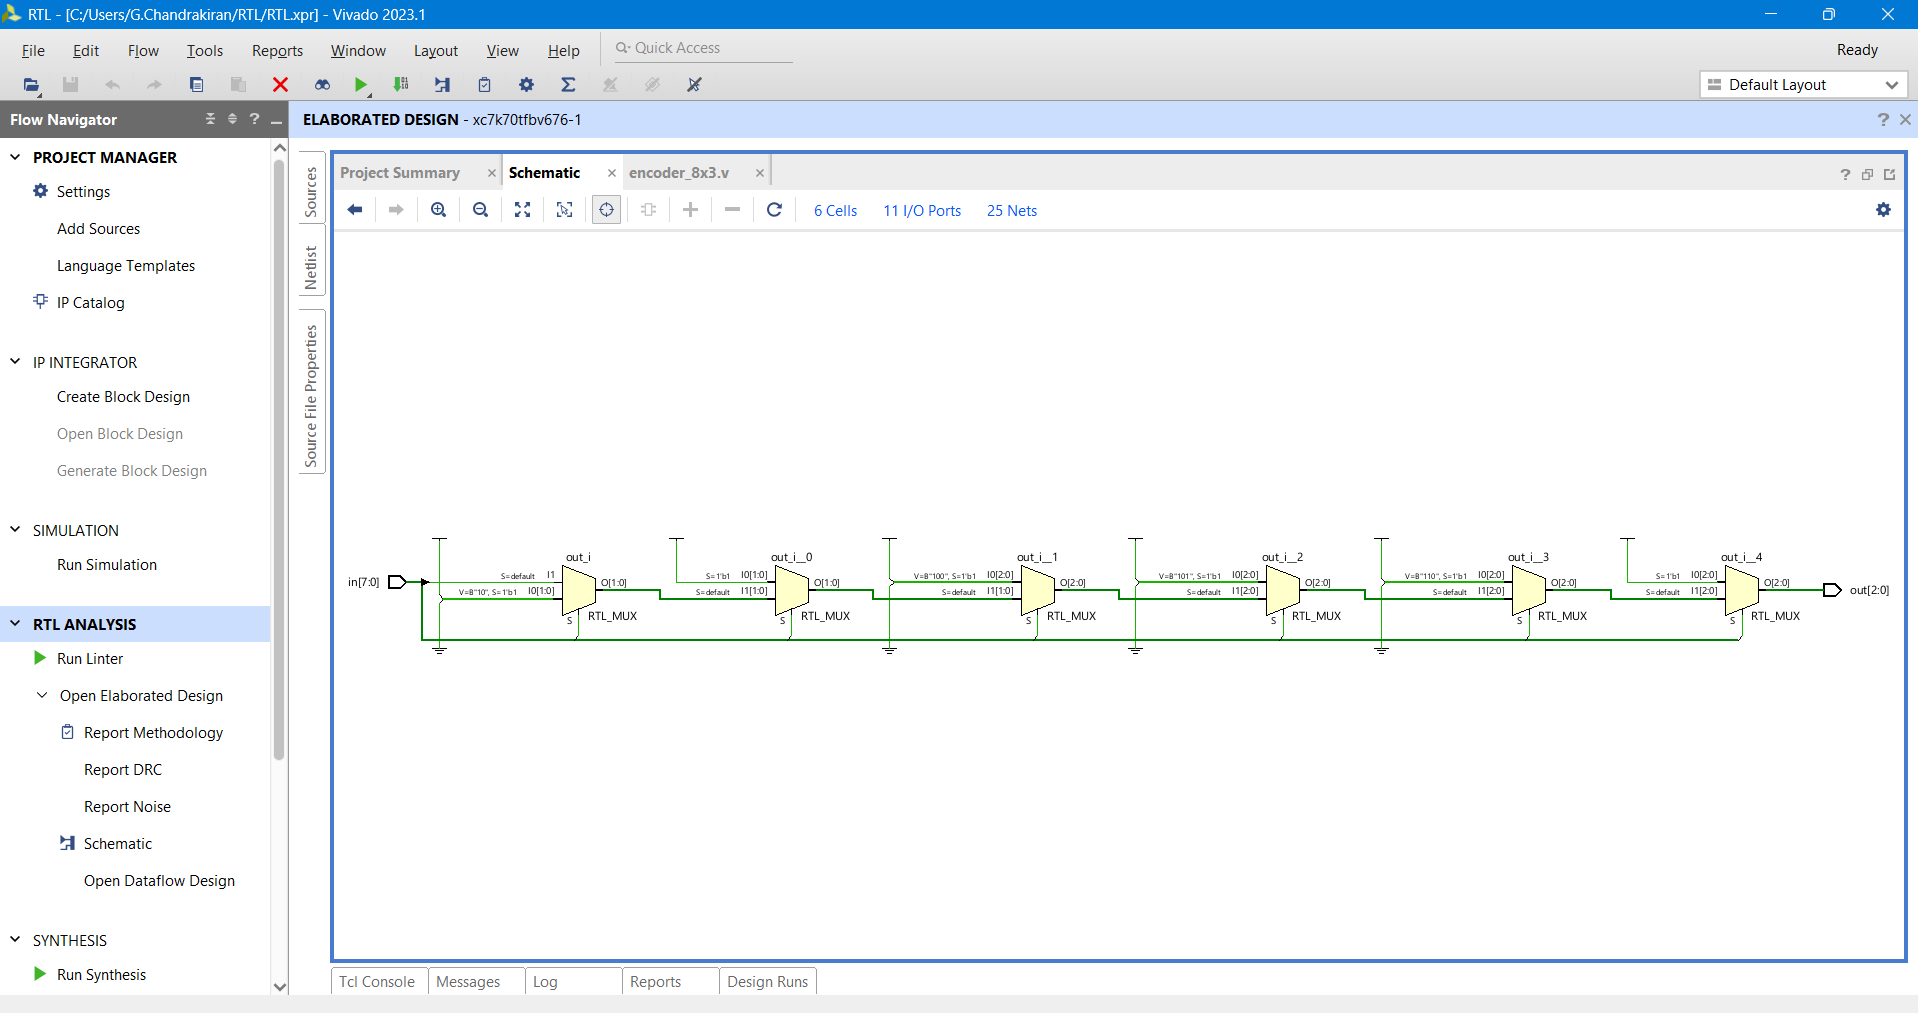 RTL - [C:/Users/G.Chandrakiran/RTL/RTL.xpr] - Vivado 2023.1
File Edit Flow Tools Reports Window Layout View Help Quick Access Ready
Default Layout
Flow Navigator
ELABORATED DESIGN - xc7k70tfbv676-1
PROJECT MANAGER
Settings
Add Sources
Language Templates
IP Catalog
IP INTEGRATOR
Create Block Design
Open Block Design
Generate Block Design
SIMULATION
Run Simulation
RTL ANALYSIS
Run Linter
Open Elaborated Design
Report Methodology
Report DRC
Report Noise
Schematic
Open Dataflow Design
SYNTHESIS
Run Synthesis
Sources
Netlist
Source File Properties
Project Summary Schematic encoder_8x3.v
6 Cells 11 I/O Ports 25 Nets
out_i out_i__0 out_i__1 out_i__2 out_i__3 out_i__4
in[7:0] S=default I1 O[1:0] S=1'b1 I0[1:0] O[1:0] V=B"100", S=1'b1 I0[2:0] O[2:0] V=B"101", S=1'b1 I0[2:0] O[2:0] V=B"110", S=1'b1 I0[2:0] O[2:0] S=1'b1 I0[2:0] O[2:0] out[2:0]
V=B"10", S=1'b1 I0[1:0] S=default I1[1:0] S=default I1[2:0] S=default I1[2:0] S=default I1[2:0] S=default I1[2:0]
S RTL_MUX S RTL_MUX S RTL_MUX S RTL_MUX S RTL_MUX S RTL_MUX
Tcl Console Messages Log Reports Design Runs